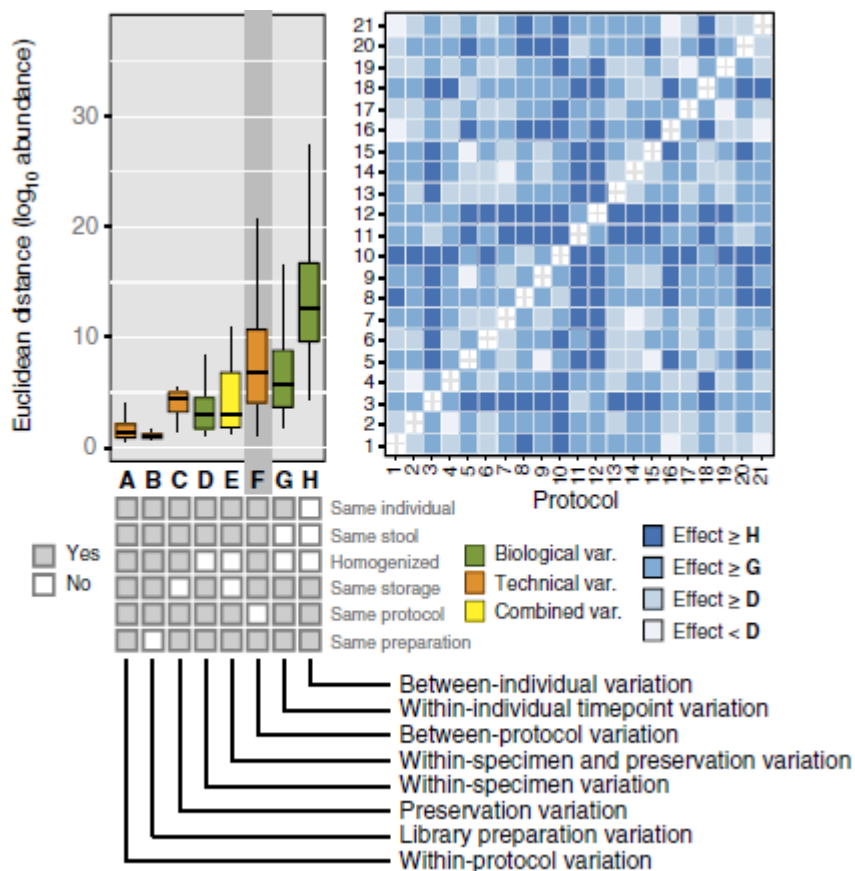 Euclidean distance (log10 abundance)
30
20
10
0
A B C D E F G H
21
20
19
18
17
16
15
14
13
12
11
10
9
8
7
6
5
4
3
2
1
1 2 3 4 5 6 7 8 9 10 11 12 13 14 15 16 17 18 19 20 21
Protocol
Yes
No
Same individual
Same stool
Homogenized
Same storage
Same protocol
Same preparation
Biological var.
Technical var.
Combined var.
Effect ≥ H
Effect ≥ G
Effect ≥ D
Effect < D
Between-individual variation
Within-individual timepoint variation
Between-protocol variation
Within-specimen and preservation variation
Within-specimen variation
Preservation variation
Library preparation variation
Within-protocol variation